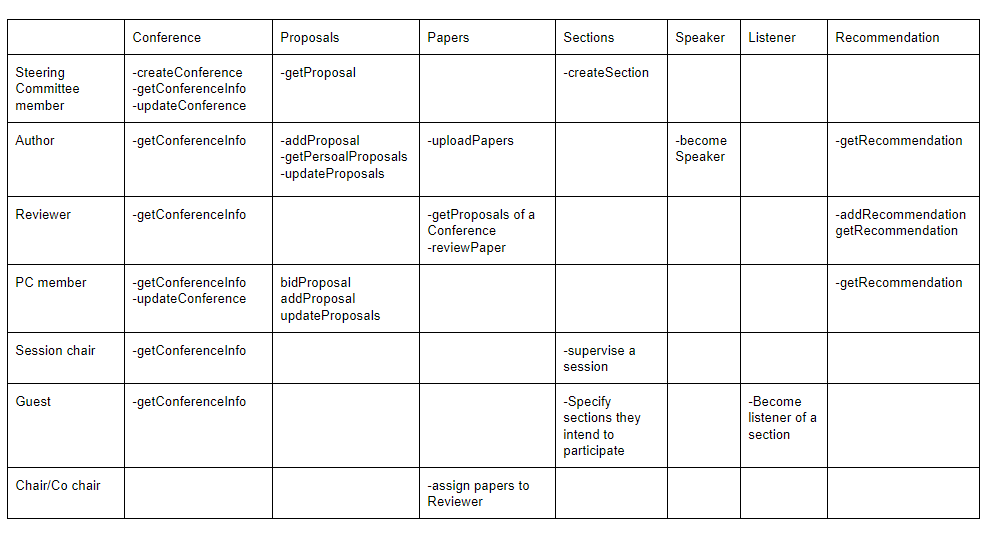 Conference Proposals Papers Sections Speaker Listener Recommendation
Steering Committee member
-createConference
-getConferenceInfo
-updateConference
-getProposal
-createSection
Author
-getConferenceInfo
-addProposal
-getPersoalProposals
-updateProposals
-uploadPapers
-become
Speaker
-getRecommendation
Reviewer
-getConferenceInfo
-getProposals of a
Conference
-reviewPaper
-addRecommendation
getRecommendation
PC member
-getConferenceInfo
-updateConference
bidProposal
addProposal
updateProposals
-getRecommendation
Session chair
-getConferenceInfo
-supervise a
session
Guest
-getConferenceInfo
-Specify
sections they
intend to
participate
-Become
listener of a
section
Chair/Co chair
-assign papers to
Reviewer